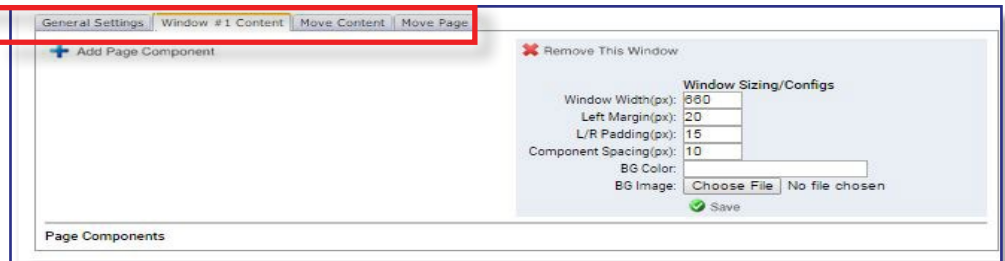 General Settings Window #1 Content Move Content Move Page
Add Page Component
Remove This Window
Window Sizing/Configs
Window Width(px): 660
Left Margin(px): 20
L/R Padding(px): 15
Component Spacing(px): 10
BG Color:
BG Image: Choose File No file chosen
Save
Page Components